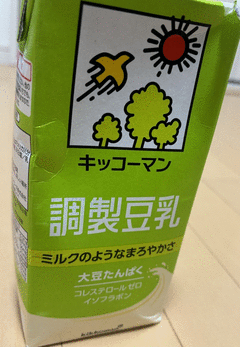 キッコーマン
調製豆乳
ミルクのようなまろやかさ
大豆たんぱく
コレステロール ゼロ
イソフラボン